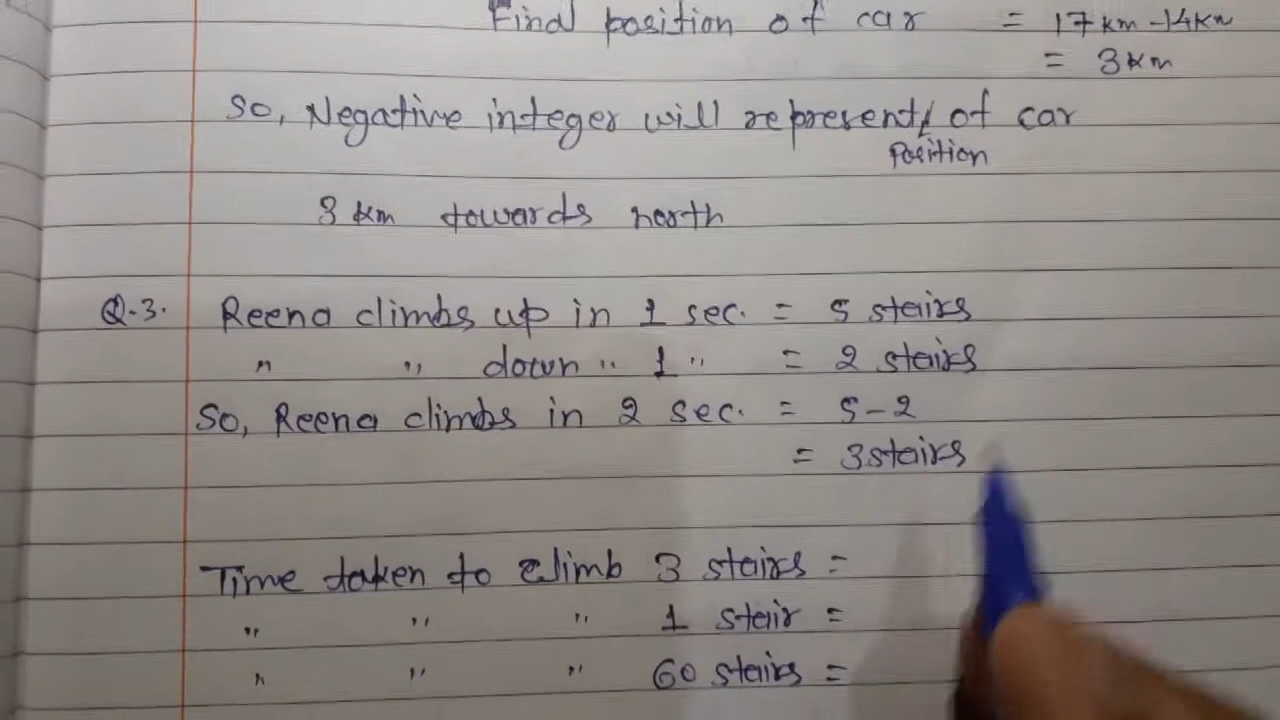 Final position of car = 17 km - 14 km
= 3 km
So, Negative integer will represent position of car
3 km towards north
Q.3. Reena climbs up in 1 sec. = 5 stairs
" " down " 1 " = 2 stairs
So, Reena climbs in 2 sec. = 5 - 2
= 3 stairs
Time taken to climb 3 stairs =
" " " 1 stair =
" " " 60 stairs =